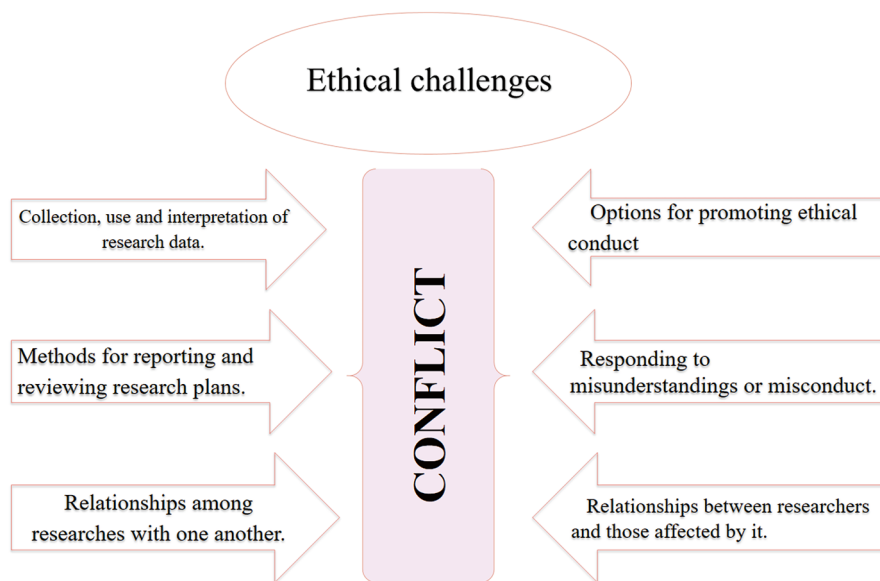 Ethical challenges
Collection, use and interpretation of
research data.
Methods for reporting and
reviewing research plans.
Relationships among
researches with one another.
CONFLICT
Options for promoting ethical
conduct
Responding to
misunderstandings or misconduct.
Relationships between researchers
and those affected by it.